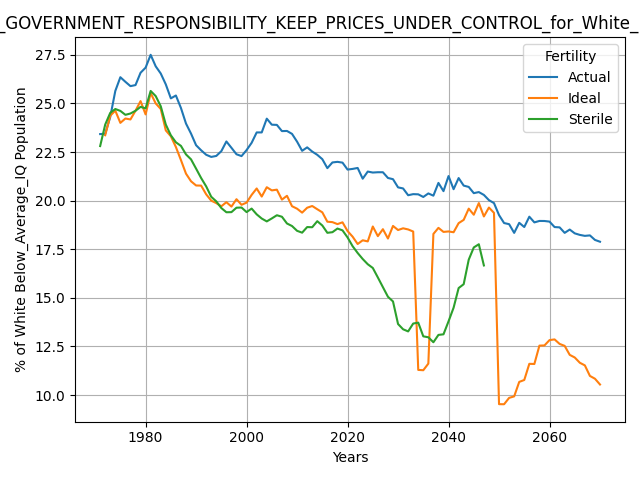 _GOVERNMENT_RESPONSIBILITY_KEEP_PRICES_UNDER_CONTROL_for_White_
27.5
25.0
22.5
20.0
17.5
15.0
12.5
10.0
% of White Below_Average_IQ Population
Fertility
Actual
Ideal
Sterile
1980
2000
2020
2040
2060
Years